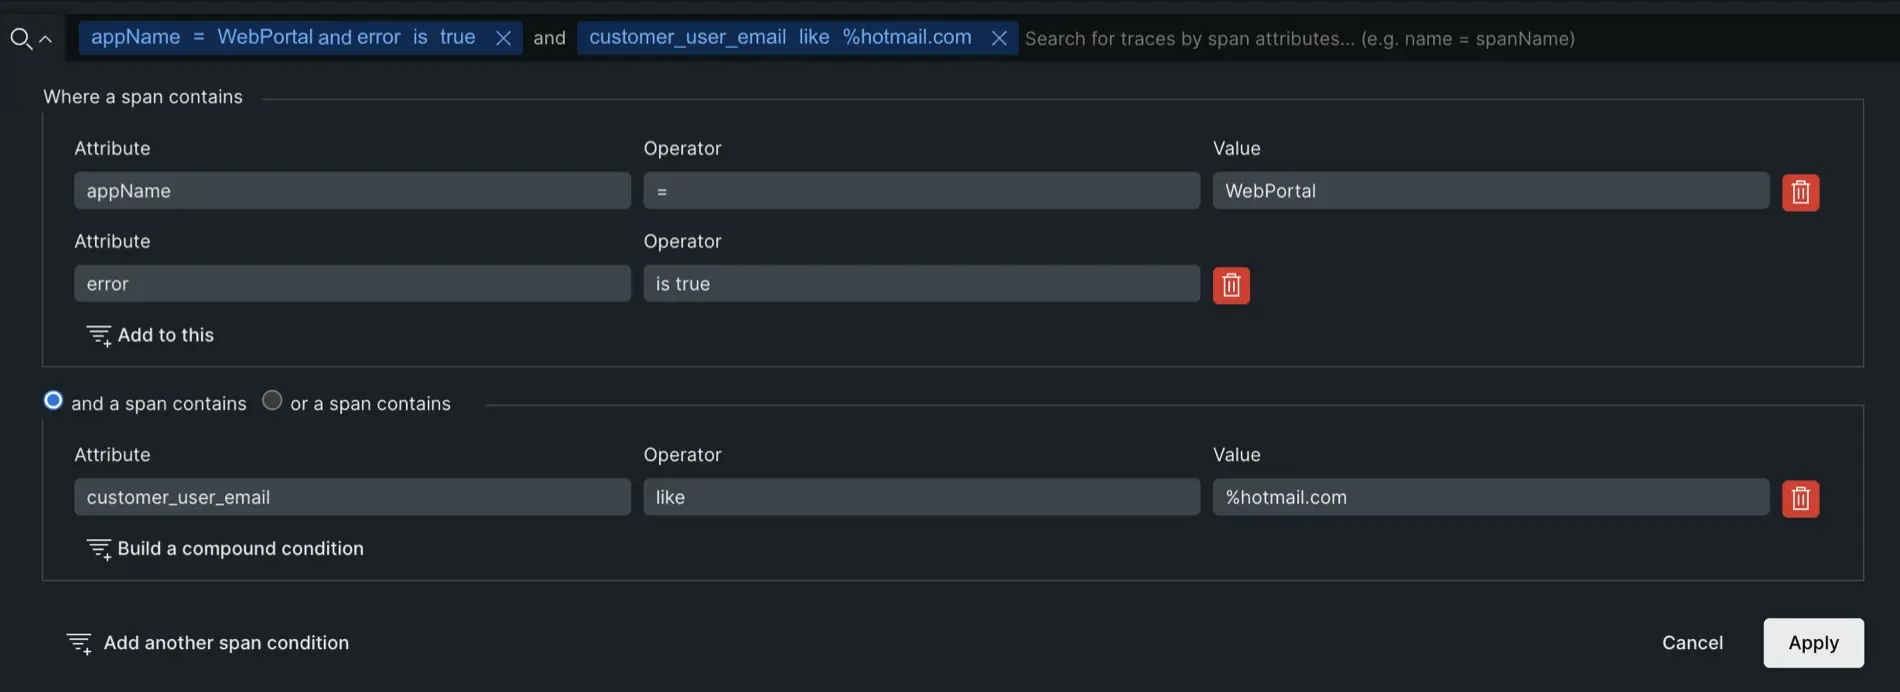 appName = WebPortal and error is true and customer_user_email like %hotmail.com Search for traces by span attributes... (e.g. name = spanName)
Where a span contains
Attribute Operator Value
appName = WebPortal
Attribute Operator
error is true
Add to this
and a span contains or a span contains
Attribute Operator Value
customer_user_email like %hotmail.com
Build a compound condition
Add another span condition Cancel Apply